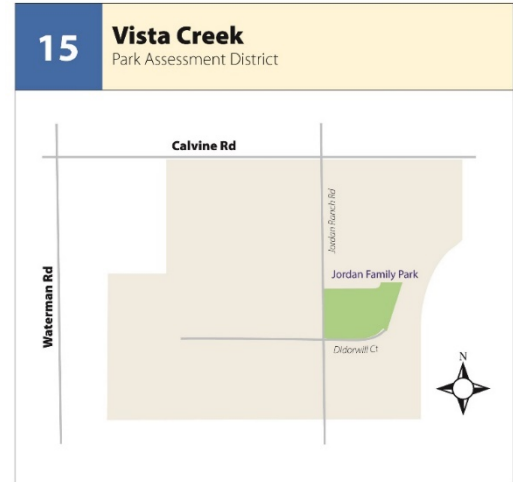 15
Vista Creek
Park Assessment District
Calvine Rd
Jordan Ranch Rd
Waterman Rd
Jordan Family Park
Didorwill Ct
N